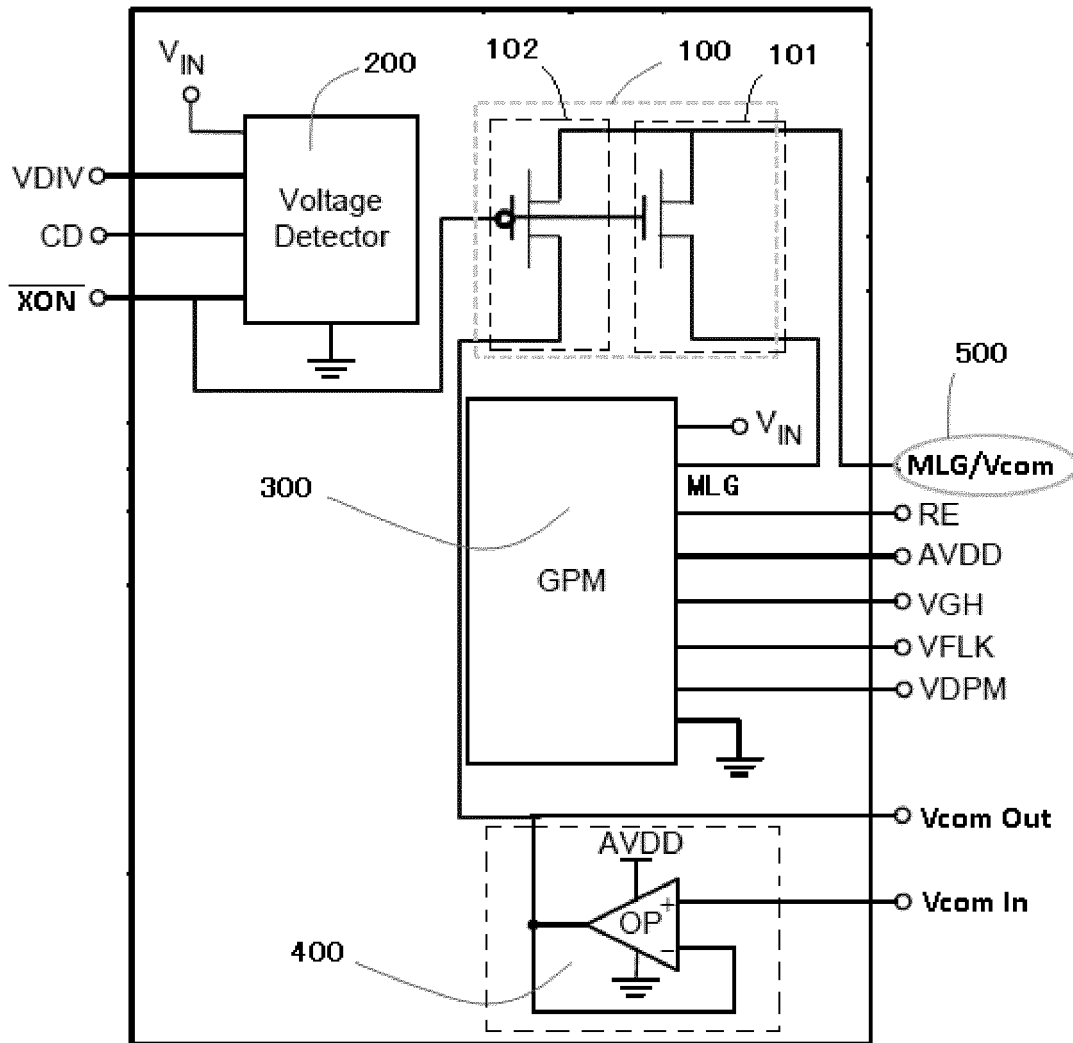 102
100
101
VIN
200
VDIV
CD
XON
Voltage
Detector
500
VIN
MLG/Vcom
MLG
300
RE
AVDD
GPM
VGH
VFLK
VDPM
Vcom Out
AVDD
OP
+
−
Vcom In
400